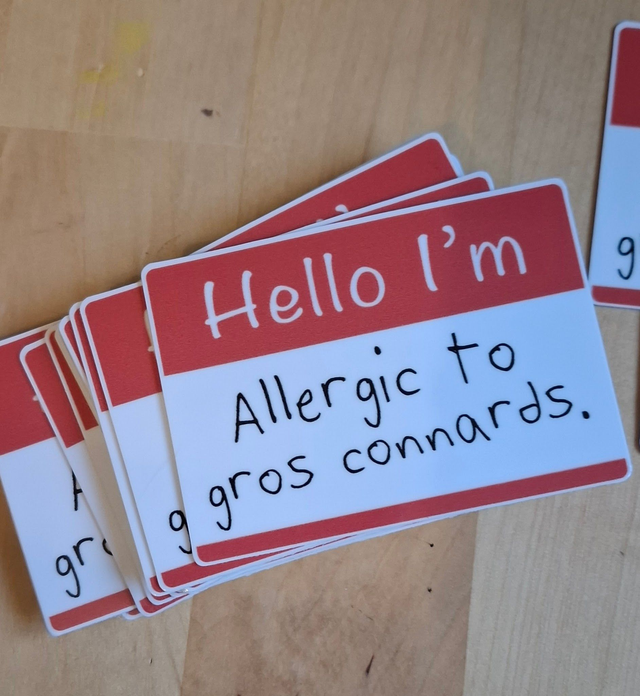 Hello I'm
Allergic to
gros connards.